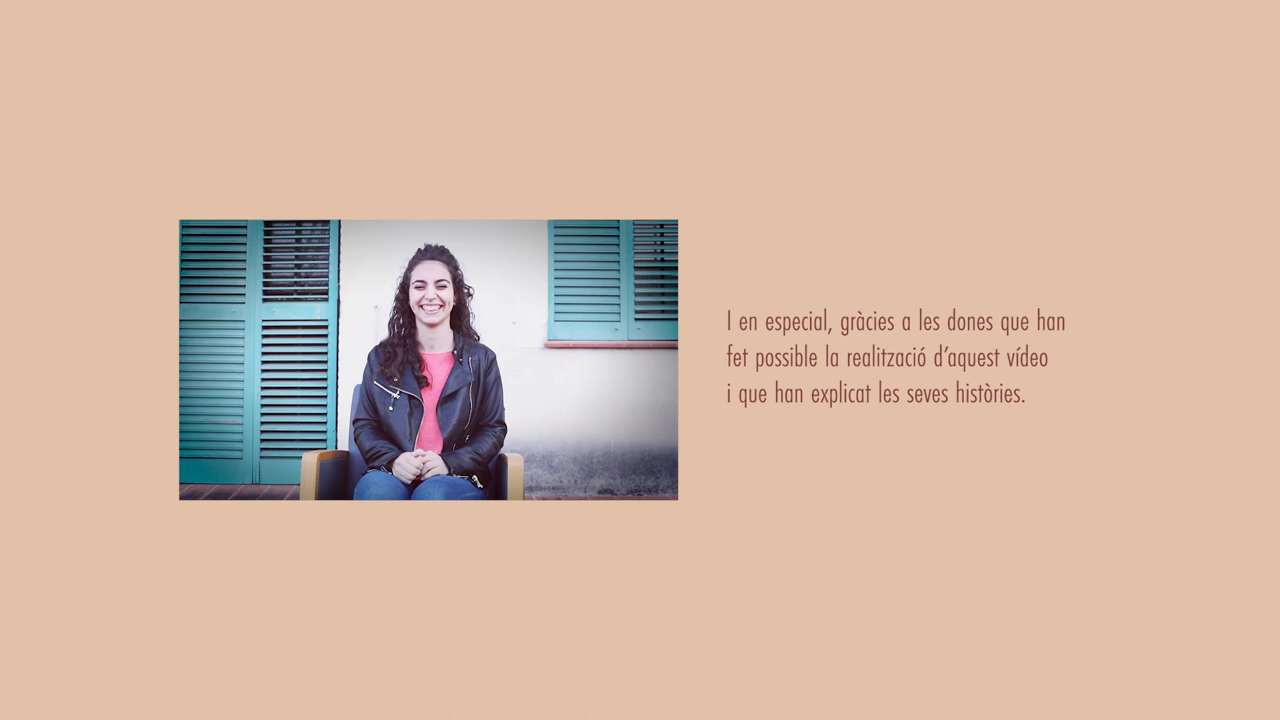 I en especial, gràcies a les dones que han
fet possible la realització d’aquest vídeo
i que han explicat les seves històries.